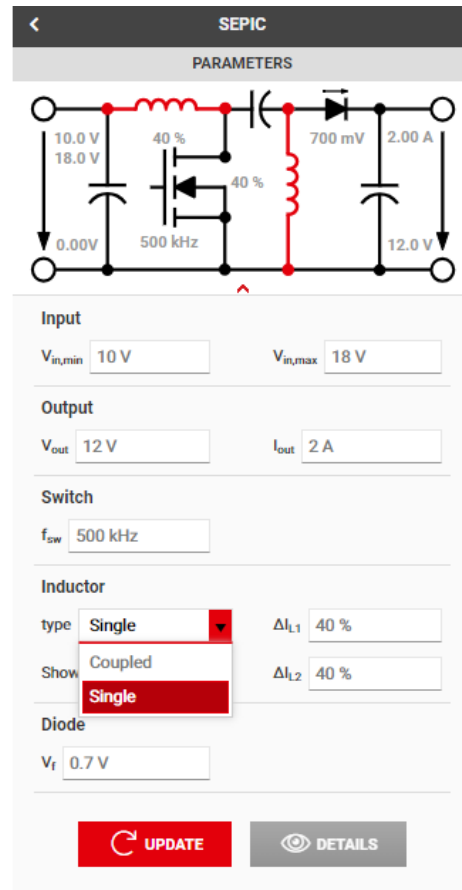 SEPIC
PARAMETERS
10.0 V 40 % 700 mV 2.00 A
18.0 V
40 %
0.00V 500 kHz 12.0 V
Input
Vin,min 10 V Vin,max 18 V
Output
Vout 12 V Iout 2 A
Switch
fsw 500 kHz
Inductor
type Single ΔIL1 40 %
Coupled
Show ΔIL2 40 %
Single
Diode
Vf 0.7 V
UPDATE DETAILS